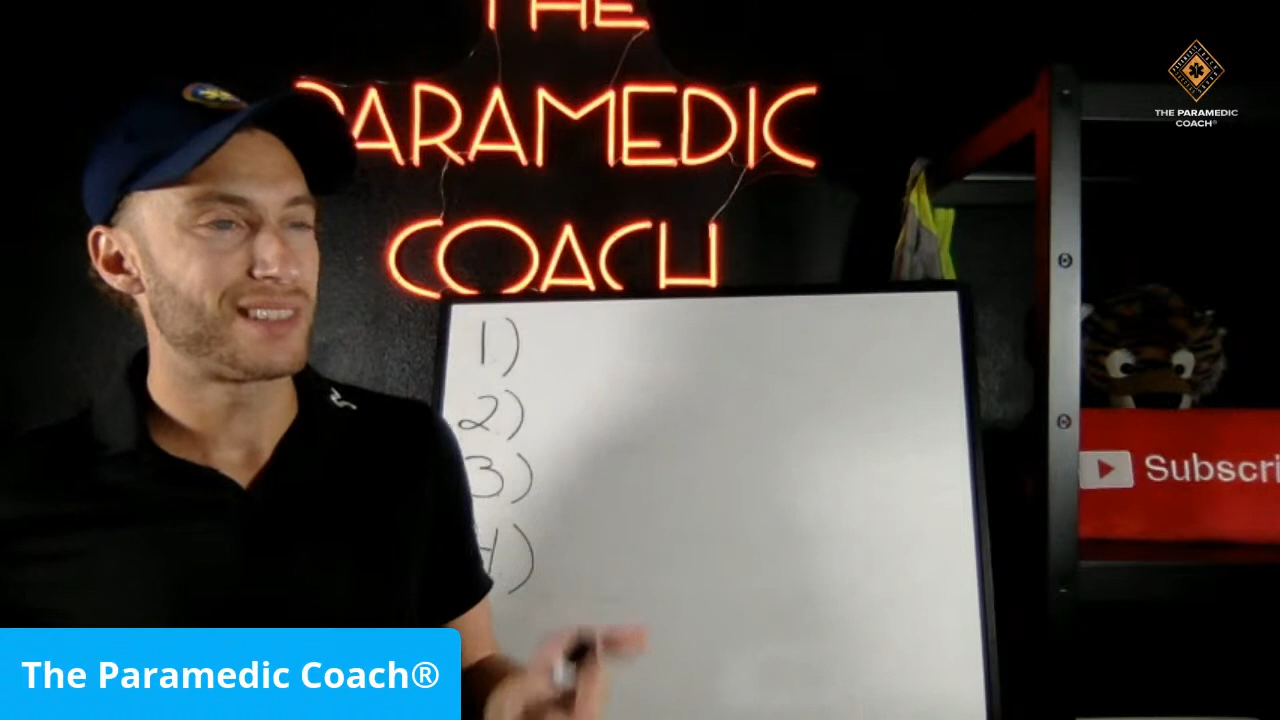 THE
PARAMEDIC
COACH
THE PARAMEDIC
COACH®
1.)
2.)
3.)
4.)
Subscri
The Paramedic Coach®